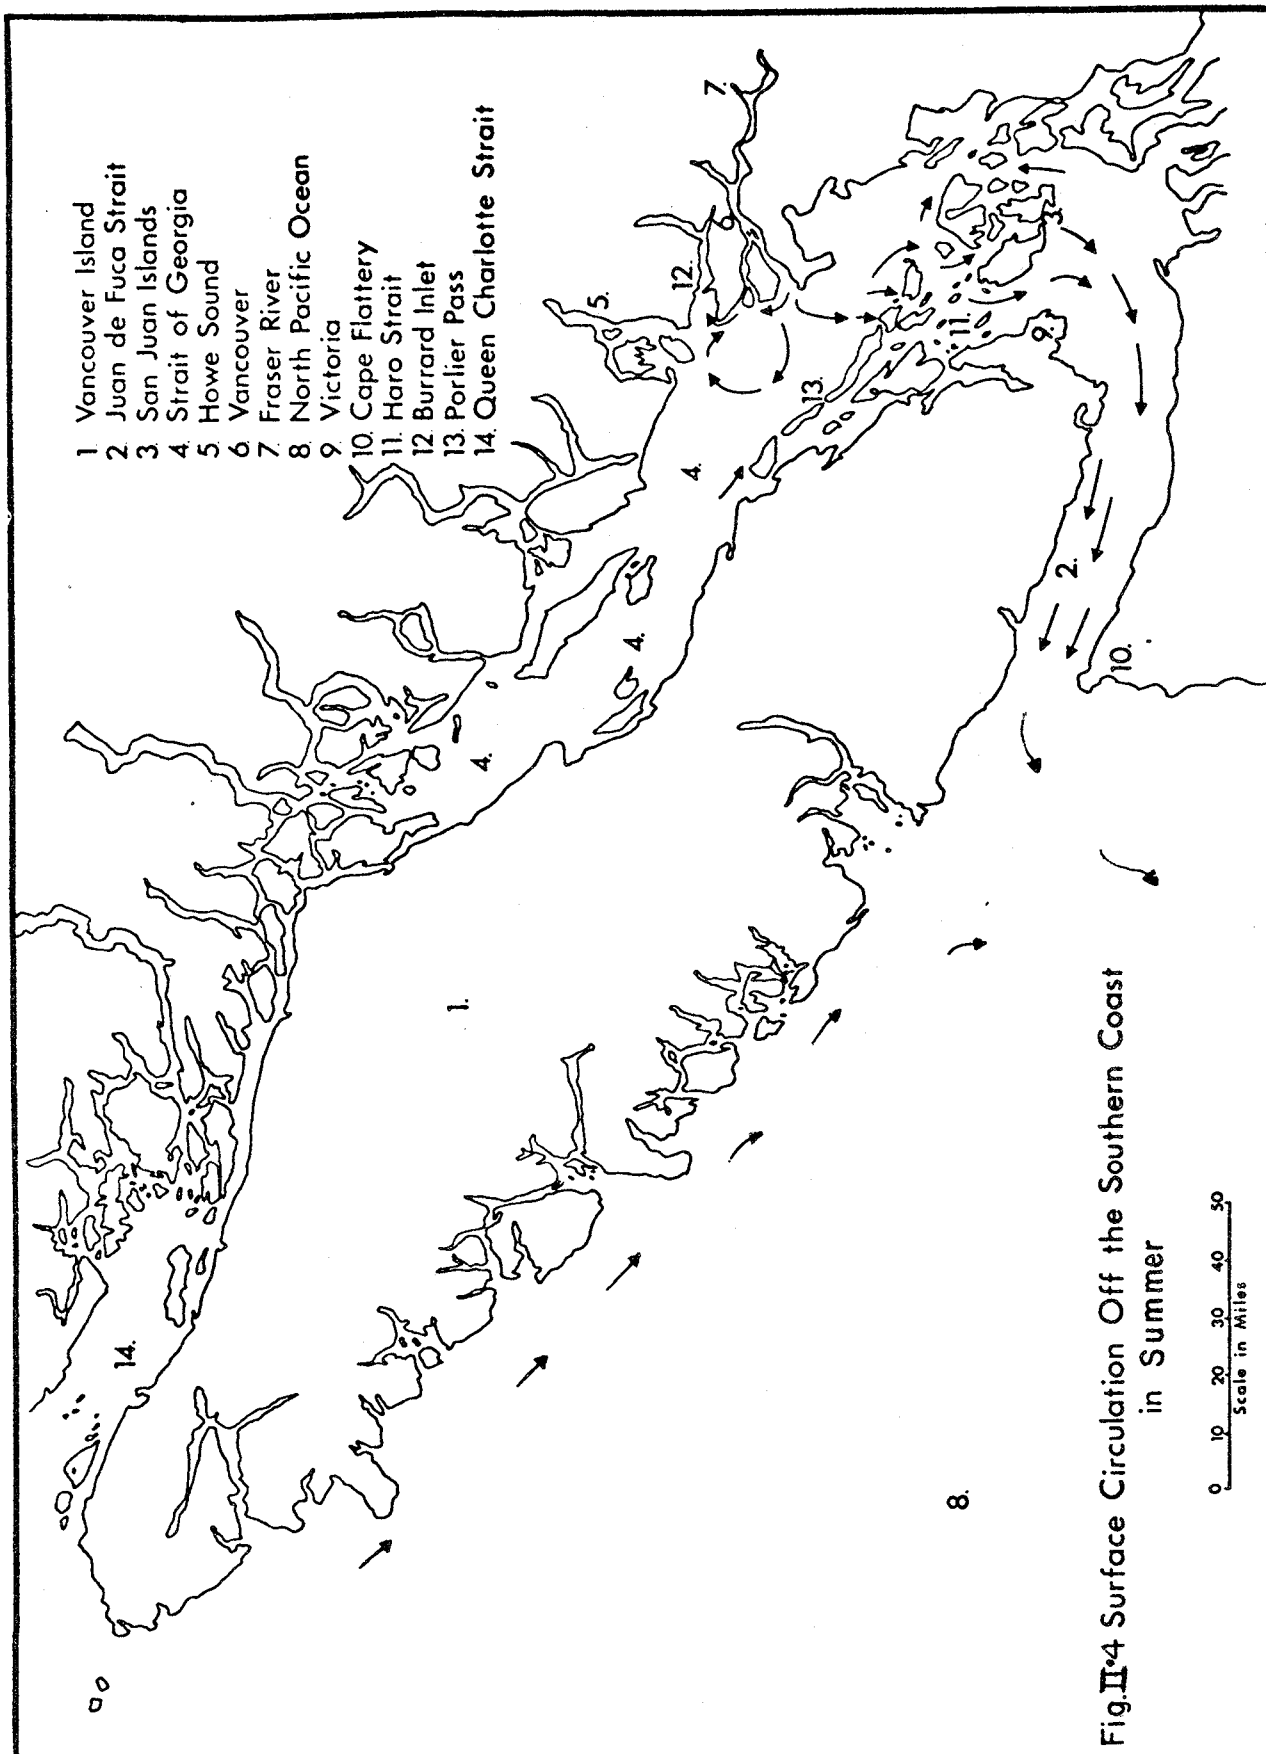 1 Vancouver Island
2 Juan de Fuca Strait
3 San Juan Islands
4 Strait of Georgia
5 Howe Sound
6 Vancouver
7. Fraser River
8. North Pacific Ocean
9. Victoria
10. Cape Flattery
11. Haro Strait
12. Burrard Inlet
13. Porlier Pass
14. Queen Charlotte Strait
7.
5.
12.
6
14.
4.
4.
4.
13.
3.
11.
9.
1.
2.
10.
8.
Fig.II•4 Surface Circulation Off the Southern Coast
in Summer
0 10 20 30 40 50
Scale in Miles